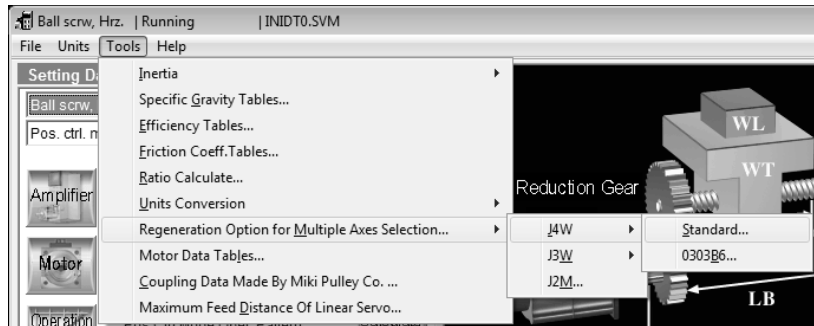 Ball scrw, Hrz. | Running | INIDT0.SVM
File Units Tools Help
Setting Da
Ball scrw,
Pos. ctrl. m
Amplifier
Motor
Operation
Inertia
Specific Gravity Tables...
Efficiency Tables...
Friction Coeff.Tables...
Ratio Calculate...
Units Conversion
Regeneration Option for Multiple Axes Selection...
Motor Data Tables...
Coupling Data Made By Miki Pulley Co. ...
Maximum Feed Distance Of Linear Servo...
J4W
J3W
J2M...
Standard...
0303B6...
Reduction Gear
WL
WT
LB